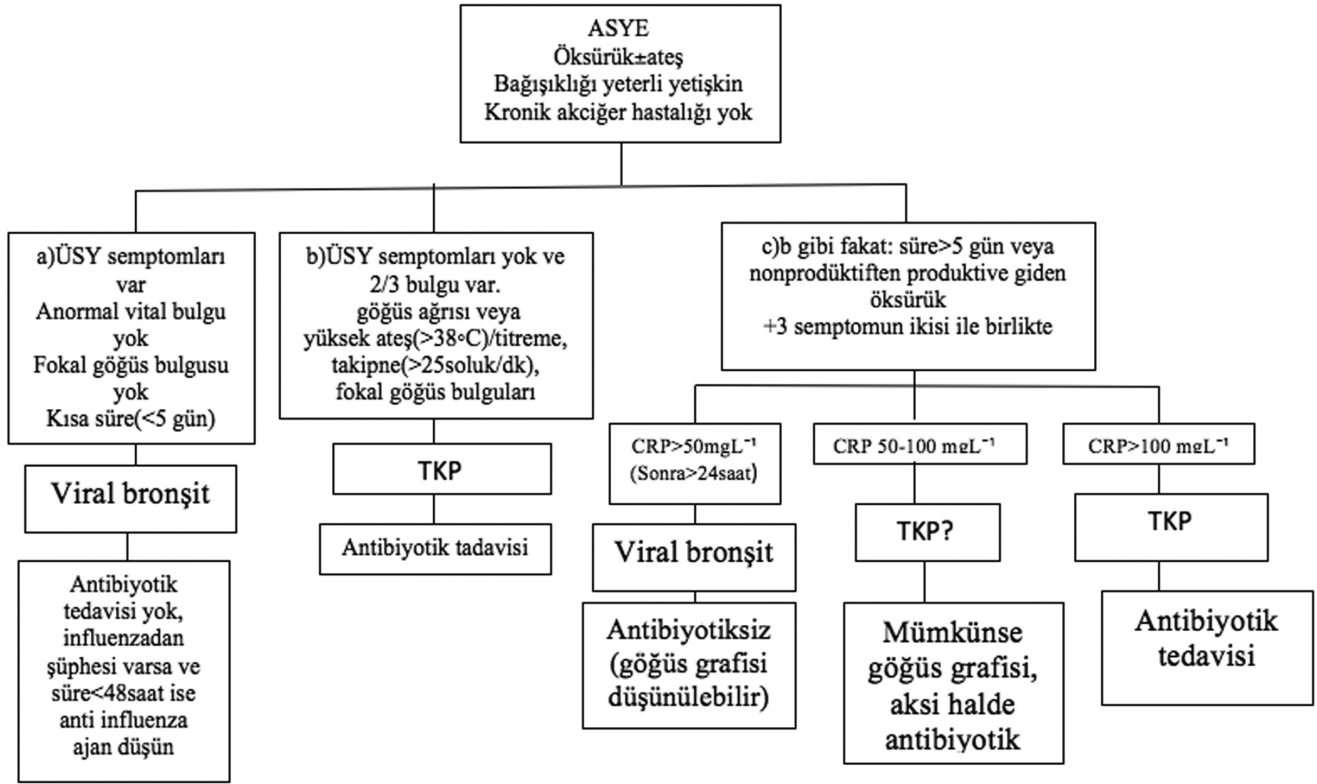 ASYE
Öksürük±ateş
Bağışıklığı yeterli yetişkin
Kronik akciğer hastalığı yok
a)ÜSY semptomları
var
Anormal vital bulgu
yok
Fokal göğüs bulgusu
yok
Kısa süre(<5 gün)
Viral bronşit
Antibiyotik
tedavisi yok,
influenzadan
şüphesi varsa ve
süre<48saat ise
anti influenza
ajan düşün
b)ÜSY semptomları yok ve
2/3 bulgu var.
göğüs ağrısı veya
yüksek ateş(>38◦C)/titreme,
takipne(>25soluk/dk),
fokal göğüs bulguları
TKP
Antibiyotik tadavisi
c)b gibi fakat: süre>5 gün veya
nonprodüktiften produktive giden
öksürük
+3 semptomun ikisi ile birlikte
CRP>50mgL⁻¹
(Sonra>24saat)
Viral bronşit
Antibiyotiksiz
(göğüs grafisi
düşünülebilir)
CRP 50-100 mgL⁻¹
TKP?
Mümkünse
göğüs grafisi,
aksi halde
antibiyotik
CRP>100 mgL⁻¹
TKP
Antibiyotik
tedavisi